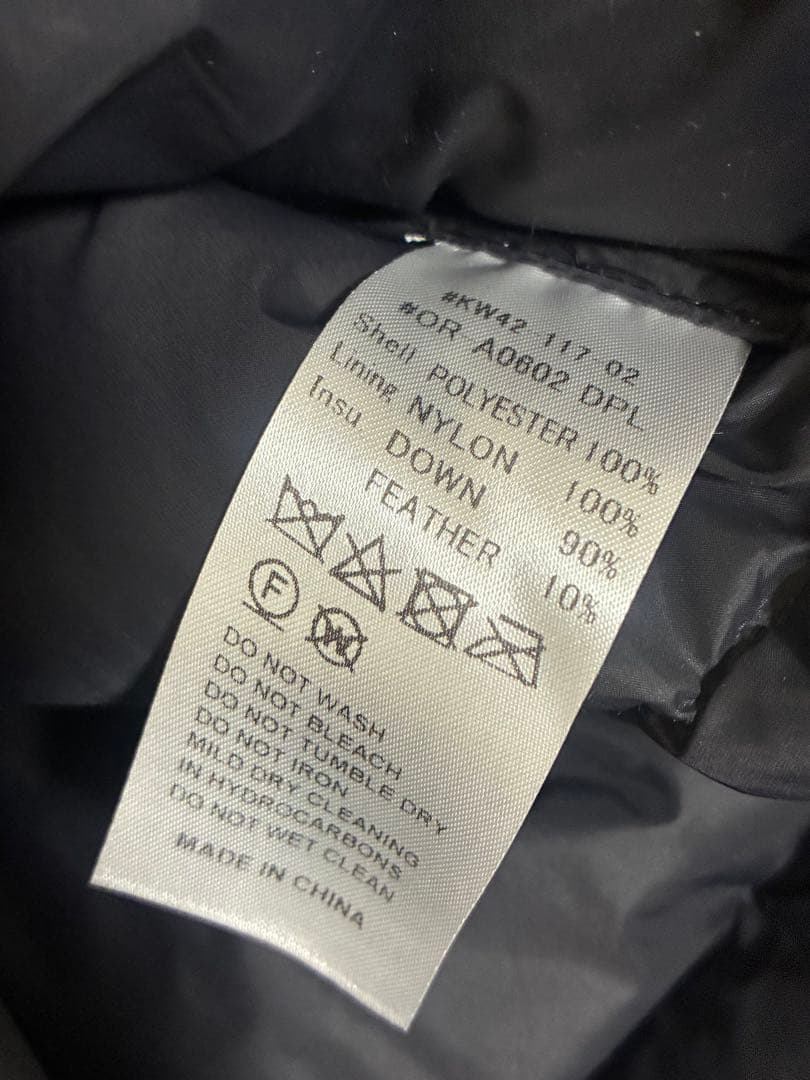 #KW42 117 02
#OR A0602 DPL
Shell POLYESTER 100%
Lining NYLON 100%
Insu DOWN 90%
FEATHER 10%
F W
DO NOT WASH
DO NOT BLEACH
DO NOT TUMBLE DRY
DO NOT IRON
MILD DRY CLEANING
IN HYDROCARBONS
DO NOT WET CLEAN
MADE IN CHINA